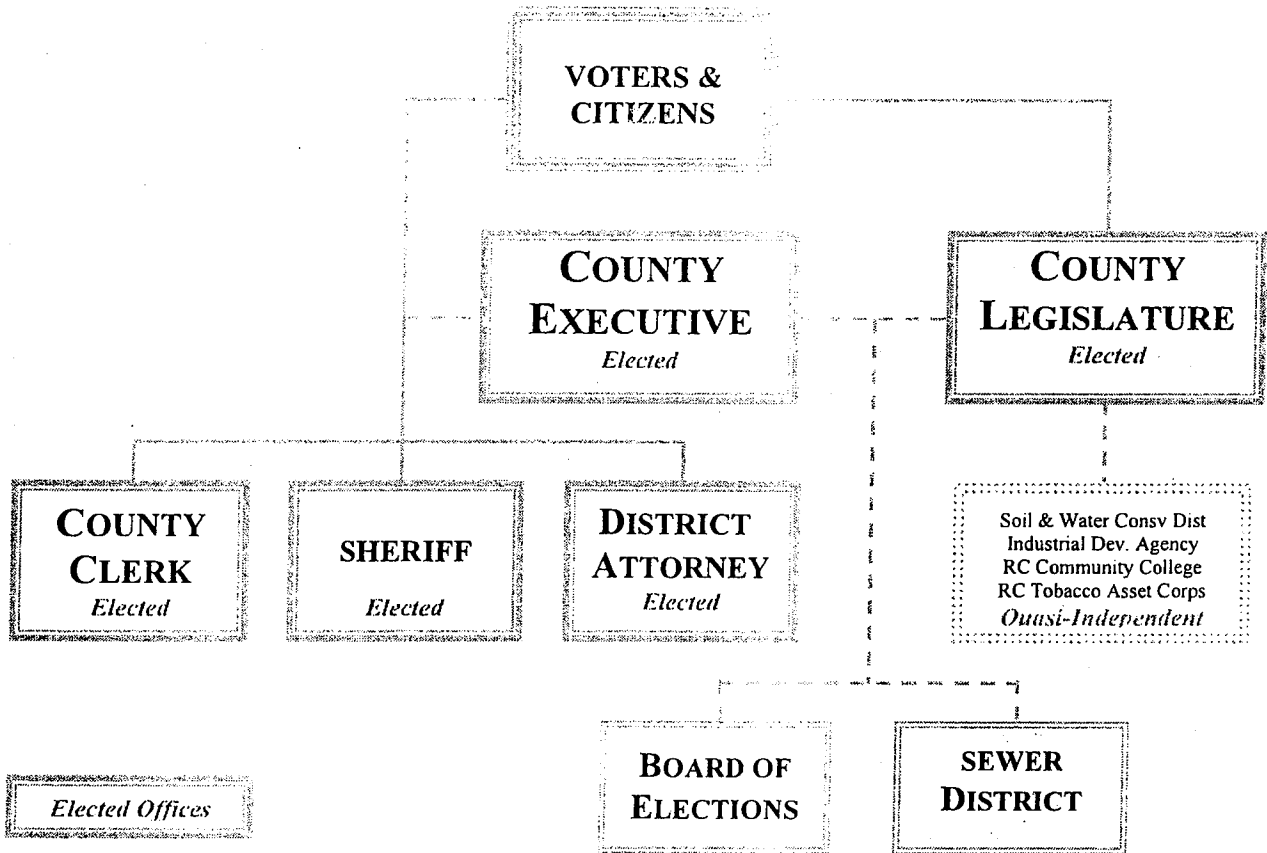 VOTERS &
CITIZENS
COUNTY
EXECUTIVE
Elected
COUNTY
LEGISLATURE
Elected
COUNTY
CLERK
Elected
SHERIFF
Elected
DISTRICT
ATTORNEY
Elected
Soil & Water Consv Dist
Industrial Dev. Agency
RC Community College
RC Tobacco Asset Corps
Quasi-Independent
BOARD OF
ELECTIONS
SEWER
DISTRICT
Elected Offices